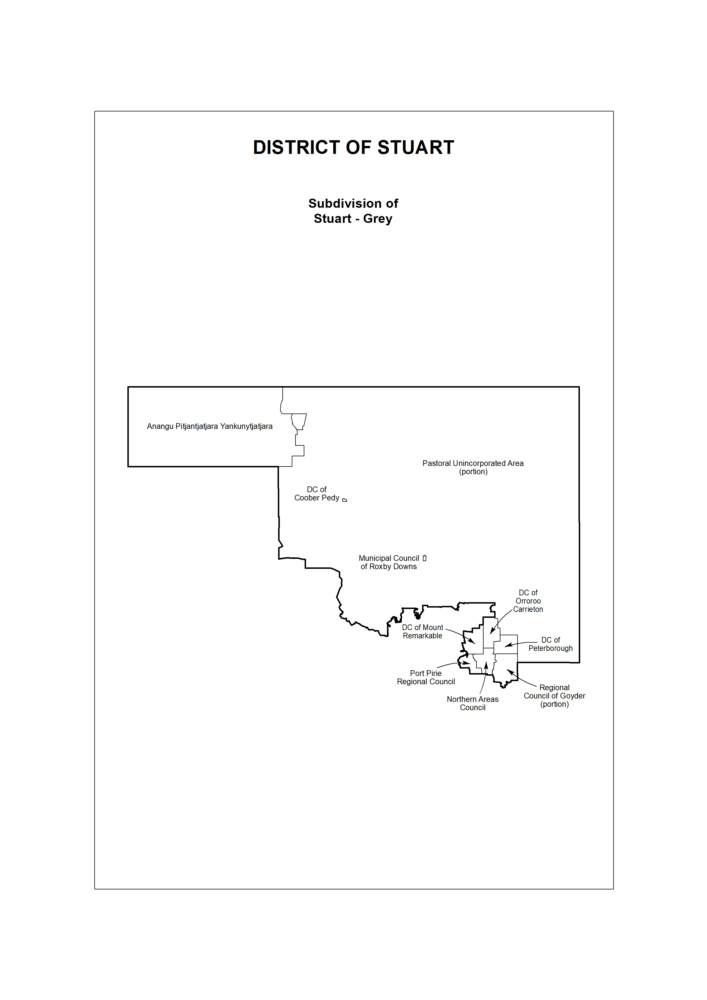 DISTRICT OF STUART
Subdivision of
Stuart - Grey
Anangu Pitjantjatjara Yankunytjatjara
Pastoral Unincorporated Area
(portion)
DC of
Coober Pedy
Municipal Council
of Roxby Downs
DC of
Orroroo
Carrieton
DC of Mount
Remarkable
DC of
Peterborough
Port Pirie
Regional Council
Northern Areas
Council
Regional
Council of Goyder
(portion)